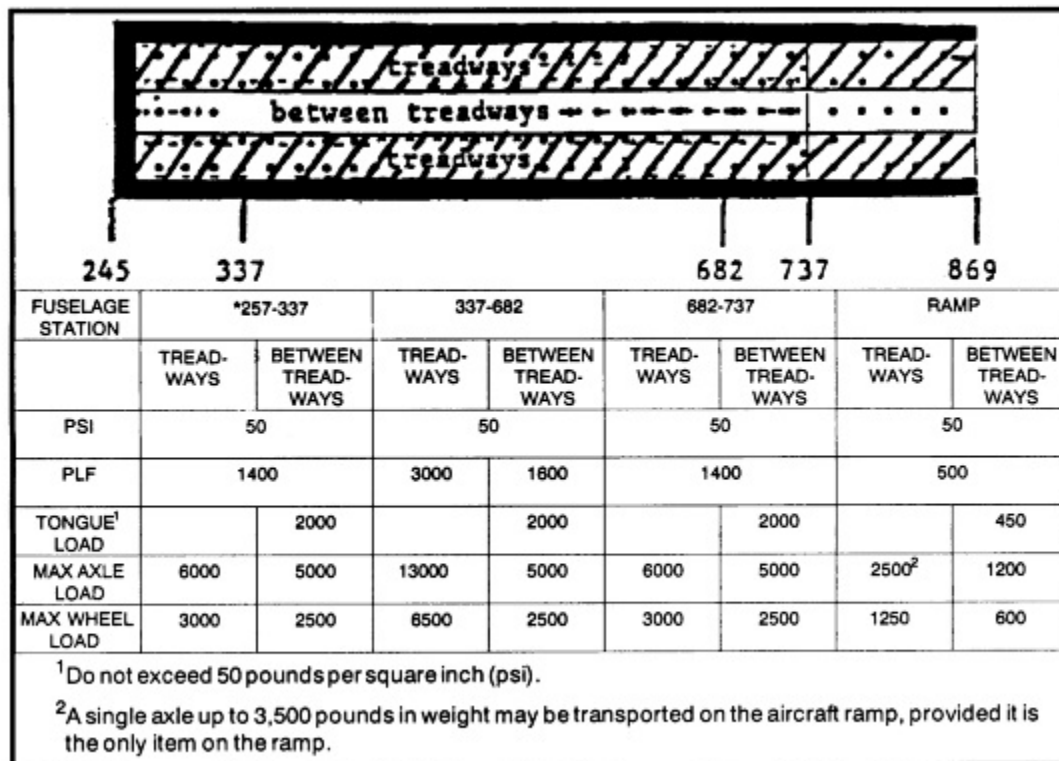 treadways
between treadways
treadways
245 337 682 737 869
FUSELAGE STATION *257-337 337-682 682-737 RAMP
TREAD-WAYS BETWEEN TREAD-WAYS TREAD-WAYS BETWEEN TREAD-WAYS TREAD-WAYS BETWEEN TREAD-WAYS TREAD-WAYS BETWEEN TREAD-WAYS
PSI 50 50 50 50
PLF 1400 3000 1600 1400 500
TONGUE¹ LOAD 2000 2000 2000 450
MAX AXLE LOAD 6000 5000 13000 5000 6000 5000 2500² 1200
MAX WHEEL LOAD 3000 2500 6500 2500 3000 2500 1250 600
¹Do not exceed 50 pounds per square inch (psi).
²A single axle up to 3,500 pounds in weight may be transported on the aircraft ramp, provided it is
the only item on the ramp.